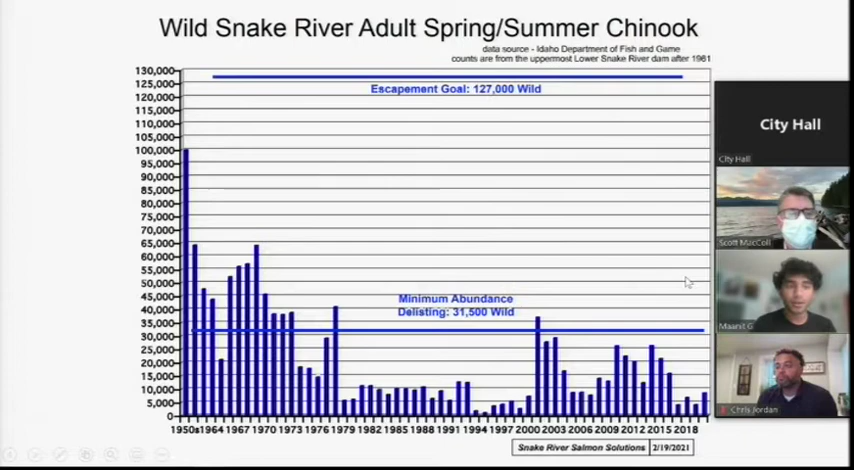 Wild Snake River Adult Spring/Summer Chinook
data source - Idaho Department of Fish and Game
counts are from the uppermost Lower Snake River dam after 1961
130,000
125,000
120,000
115,000
110,000
105,000
100,000
95,000
90,000
85,000
80,000
75,000
70,000
65,000
60,000
55,000
50,000
45,000
40,000
35,000
30,000
25,000
20,000
15,000
10,000
5,000
0
Escapement Goal: 127,000 Wild
Minimum Abundance
Delisting: 31,500 Wild
1950s 1964 1967 1970 1973 1976 1979 1982 1985 1988 1991 1994 1997 2000 2003 2006 2009 2012 2015 2018
Snake River Salmon Solutions 2/19/2021
City Hall
City Hall
Scott MacColl
Maanit G
Chris Jordan